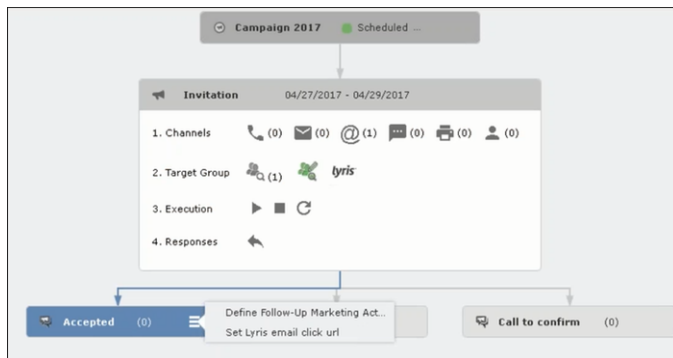 Campaign 2017 Scheduled ...
Invitation 04/27/2017 - 04/29/2017
1. Channels (0) (0) @ (1) (0) (0) (0)
2. Target Group (1) lyris
3. Execution
4. Responses
Accepted (0)
Define Follow-Up Marketing Act...
Set Lyris email click url
Call to confirm (0)